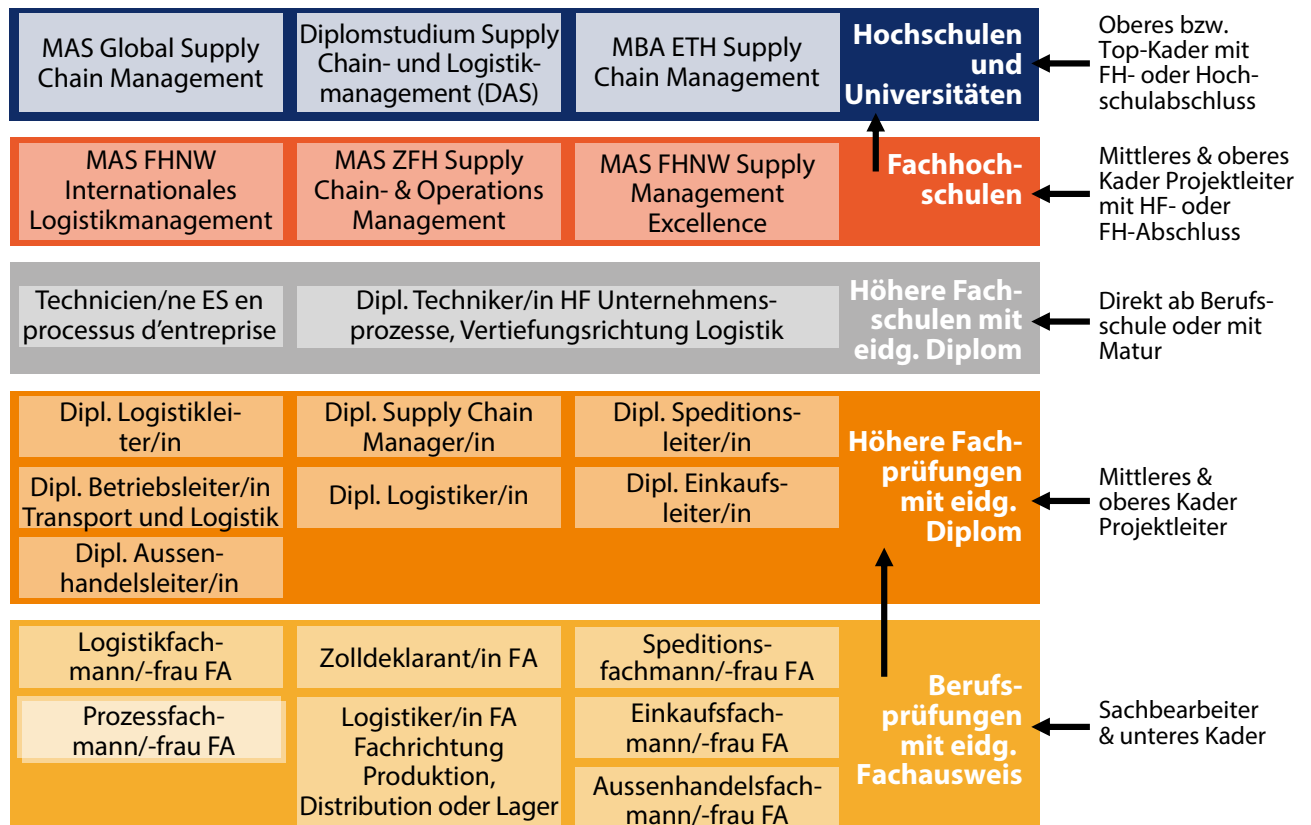 MAS Global Supply
Chain Management
Diplomstudium Supply
Chain- und Logistik-
management (DAS)
MBA ETH Supply
Chain Management
Hochschulen
und
Universitäten
Oberes bzw.
Top-Kader mit
FH- oder Hoch-
schulabschluss
MAS FHNW
Internationales
Logistikmanagement
MAS ZFH Supply
Chain- & Operations
Management
MAS FHNW Supply
Management
Excellence
Fachhoch-
schulen
Mittleres & oberes
Kader Projektleiter
mit HF- oder
FH-Abschluss
Technicien/ne ES en
processus d’entreprise
Dipl. Techniker/in HF Unternehmens-
prozesse, Vertiefungsrichtung Logistik
Höhere Fach-
schulen mit
eidg. Diplom
Direkt ab Berufs-
schule oder mit
Matur
Dipl. Logistiklei-
ter/in
Dipl. Supply Chain
Manager/in
Dipl. Speditions-
leiter/in
Dipl. Betriebsleiter/in
Transport und Logistik
Dipl. Logistiker/in
Dipl. Einkaufs-
leiter/in
Dipl. Aussen-
handelsleiter/in
Höhere Fach-
prüfungen
mit eidg.
Diplom
Mittleres &
oberes Kader
Projektleiter
Logistikfach-
mann/-frau FA
Zolldeklarant/in FA
Speditions-
fachmann/-frau FA
Prozessfach-
mann/-frau FA
Logistiker/in FA
Fachrichtung
Produktion,
Distribution oder Lager
Einkaufsfach-
mann/-frau FA
Aussenhandelsfach-
mann/-frau FA
Berufs-
prüfungen
mit eidg.
Fachausweis
Sachbearbeiter
& unteres Kader